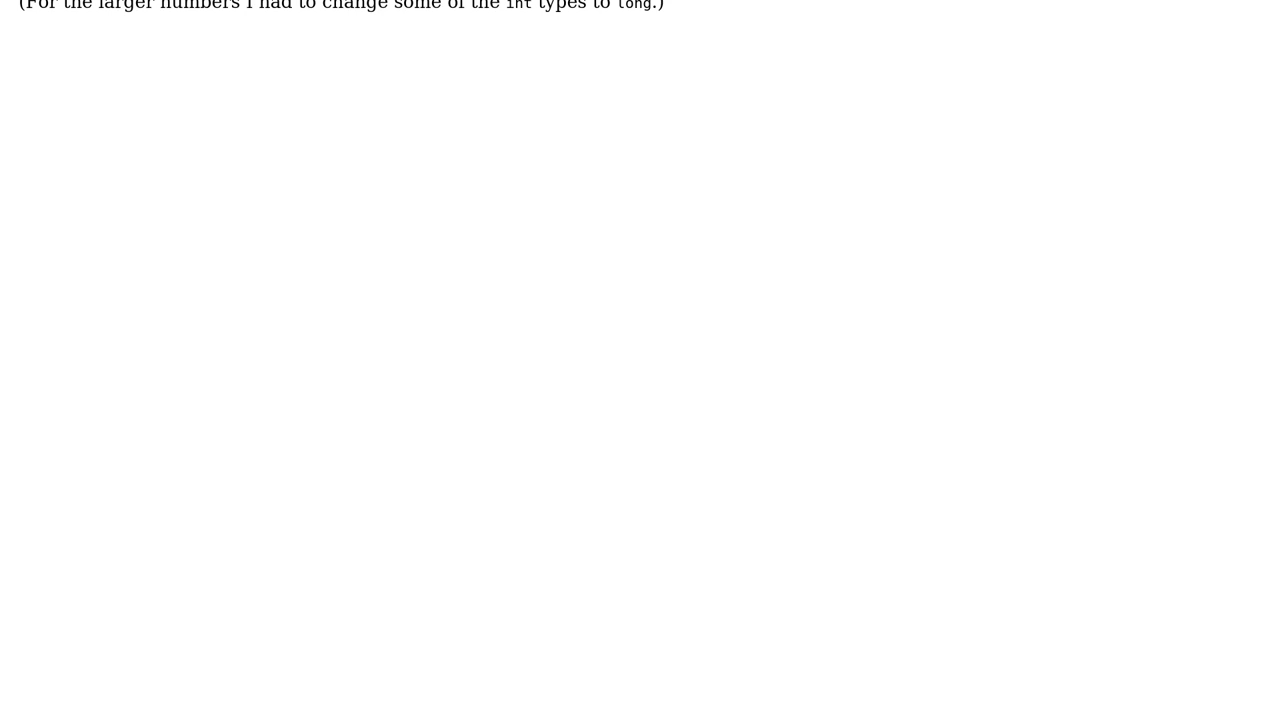 (For the larger numbers I had to change some of the int types to long.)